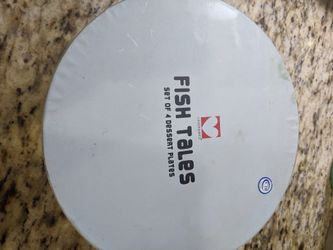 FISH TaLES
SET OF 4 DESSERT PLATES